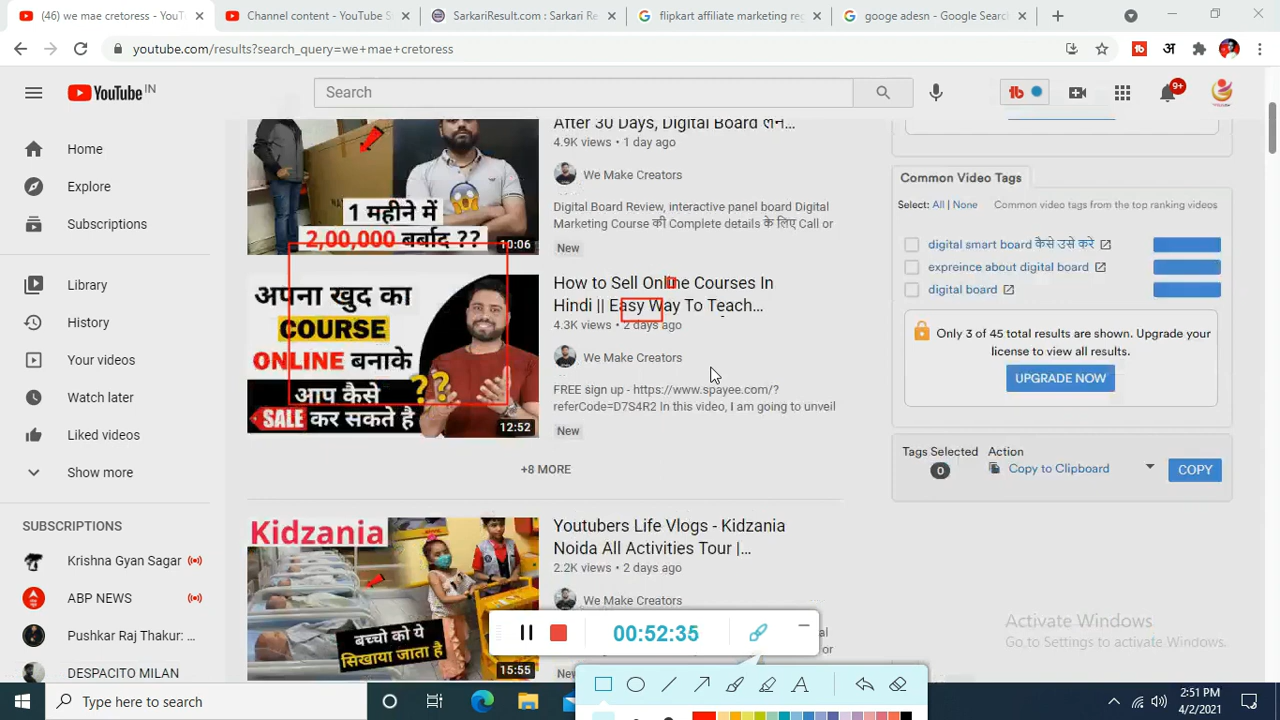 (46) we mae cretoress - YouT
Channel content - YouTube S
SarkariResult.com : Sarkari Re
flipkart affiliate marketing re
googe adesn - Google Search
youtube.com/results?search_query=we+mae+cretoress
अ
YouTube IN
Search
9+
Home
Explore
Subscriptions
Library
History
Your videos
Watch later
Liked videos
Show more
SUBSCRIPTIONS
Krishna Gyan Sagar
ABP NEWS
Pushkar Raj Thakur: ...
DESPACITO MILAN
1 महीने में
2,00,000 बर्बाद ??
10:06
After 30 Days, Digital Board लेन...
4.9K views • 1 day ago
We Make Creators
Digital Board Review, interactive panel board Digital
Marketing Course की Complete details के लिए Call or
New
अपना खुद का
COURSE
ONLINE बनाके
आप कैसे ??
SALE कर सकते है
12:52
How to Sell Online Courses In
Hindi || Easy Way To Teach...
4.3K views • 2 days ago
We Make Creators
FREE sign up - https://www.spayee.com/?
referCode=D7S4R2 In this video, I am going to unveil
New
+8 MORE
Kidzania
बच्चो को ये
सिखाया जाता है
15:55
Youtubers Life Vlogs - Kidzania
Noida All Activities Tour |...
2.2K views • 2 days ago
We Make Creators
Common Video Tags
Select: All | None
Common video tags from the top ranking videos
digital smart board कैसे उसे करे
expreince about digital board
digital board
Only 3 of 45 total results are shown. Upgrade your
license to view all results.
UPGRADE NOW
Tags Selected
0
Action
Copy to Clipboard
COPY
00:52:35
A
Activate Windows
Go to Settings to activate Windows.
Type here to search
2:51 PM
4/2/2021